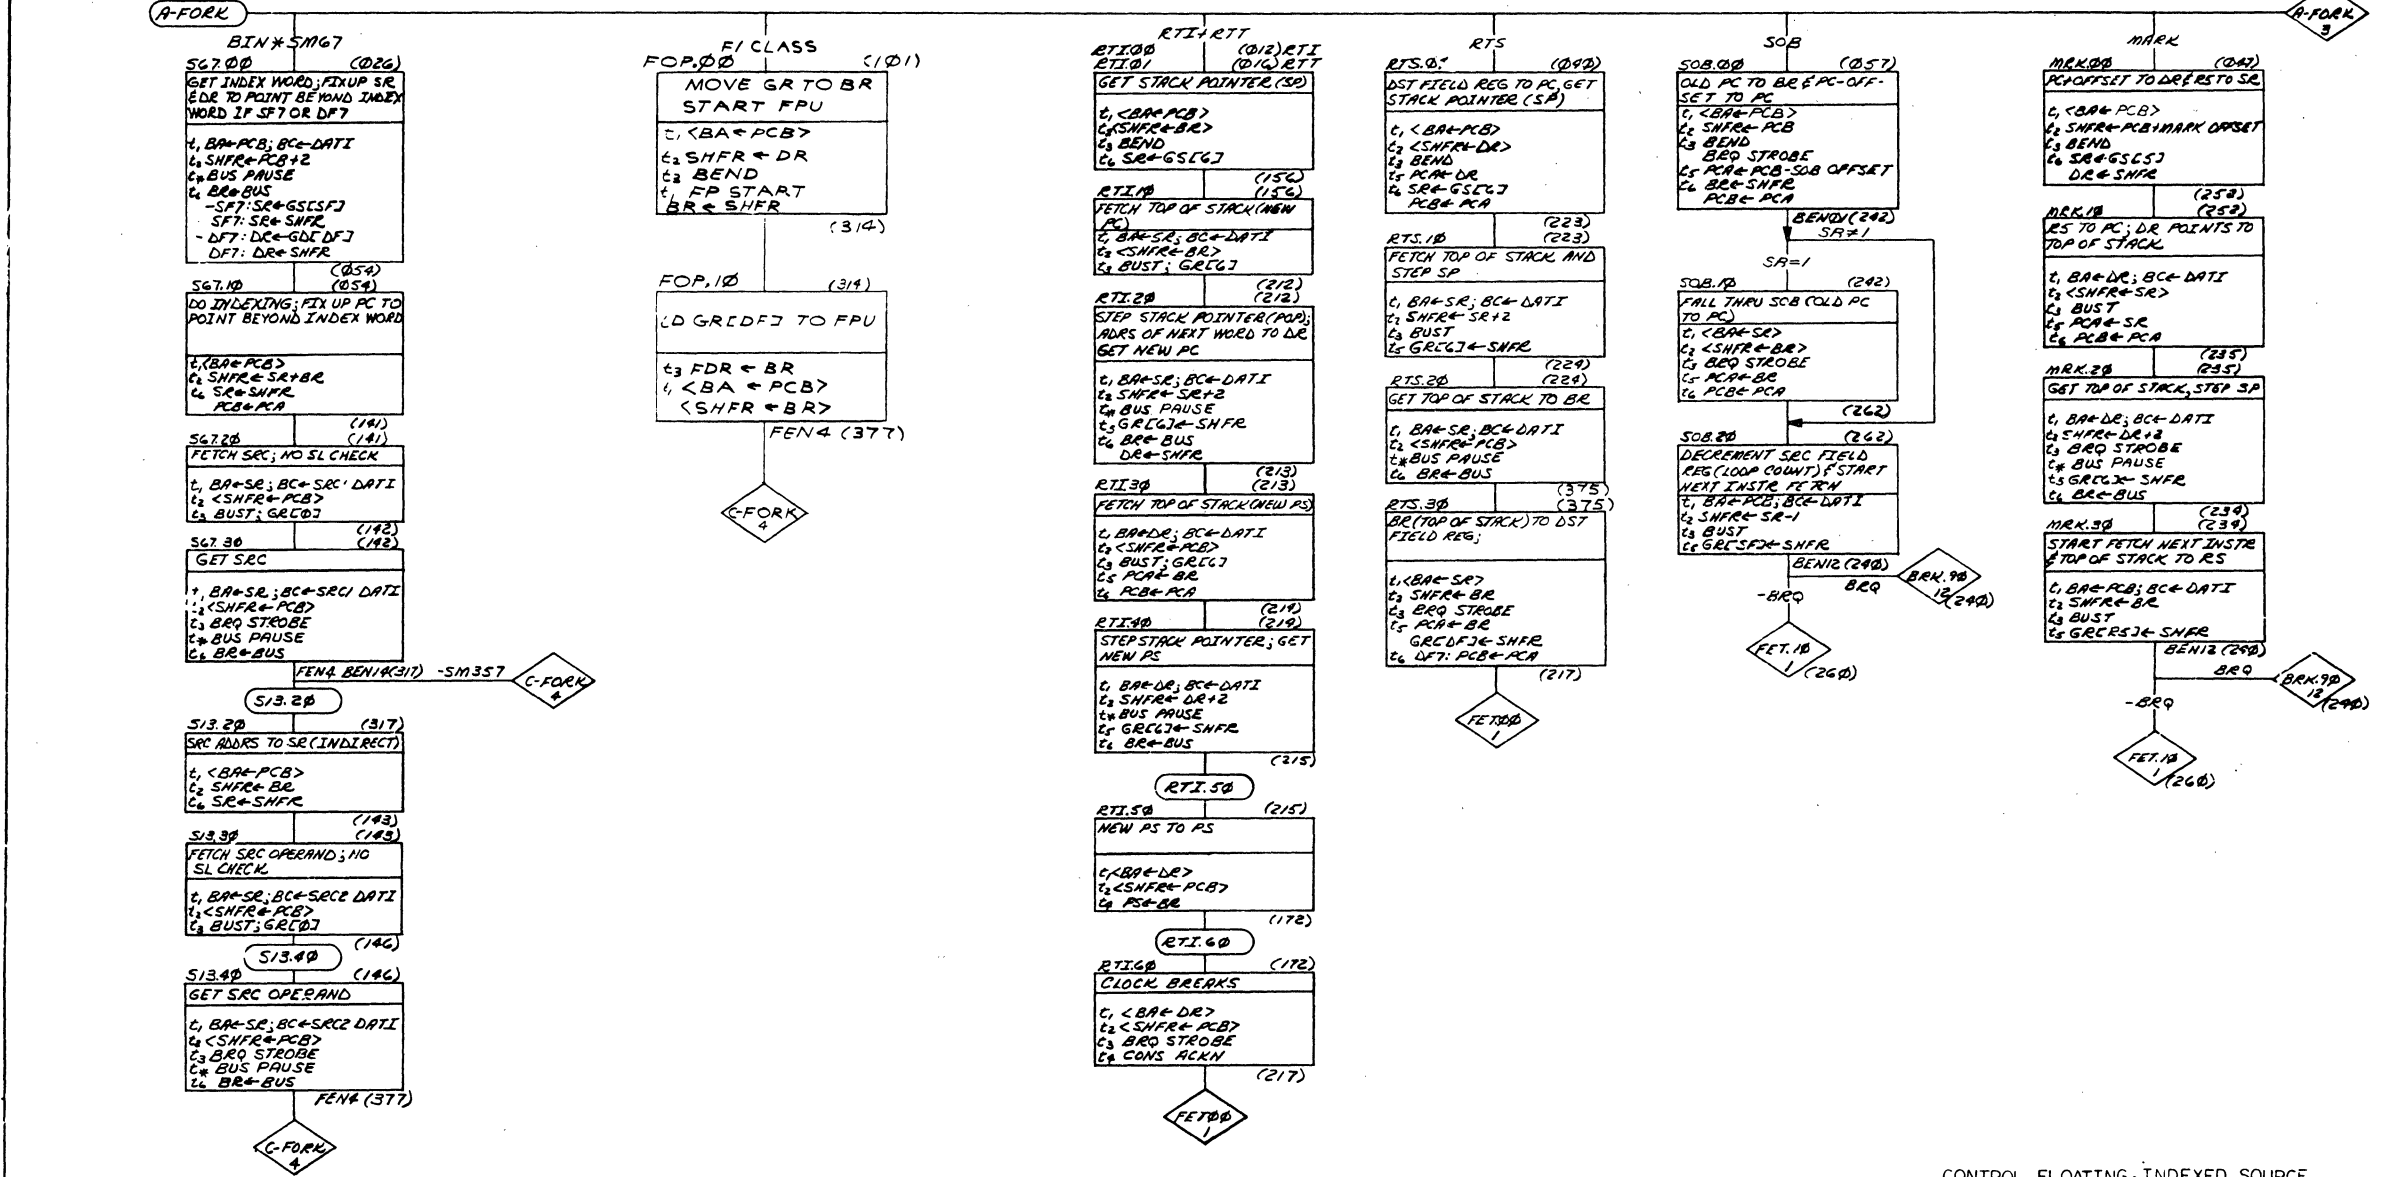 A-FORK
A-FORK
3
BIN*SM67
S67.00 (026)
GET INDEX WORD; FIXUP SR
& DR TO POINT BEYOND INDEX
WORD IF SF7 OR DF7
t1 BA←PCB; BC←DATI
t2 SHFR←PCB+2
t* BUS PAUSE
t6 BR←BUS
-SF7: SR←GS[SF]
SF7: SR←SHFR
-DF7: DR←GD[DF]
DF7: DR←SHFR
(054)
S67.10 (054)
DO INDEXING; FIX UP PC TO
POINT BEYOND INDEX WORD
t1 <BA←PCB>
t2 SHFR←SR+BR
t6 SR←SHFR
PCB←PCA
(141)
S67.20 (141)
FETCH SRC; NO SL CHECK
t1 BA←SR; BC←SRC1 DATI
t2 <SHFR←PCB>
t3 BUST; GR[0]
(142)
S67.30 (142)
GET SRC
t1 BA←SR; BC←SRC1 DATI
t2 <SHFR←PCB>
t3 BRQ STROBE
t* BUS PAUSE
t6 BR←BUS
FEN4 BEN14(317) -SM357
C-FORK
4
S13.20
S13.20 (317)
SRC ADDRS TO SR (INDIRECT)
t1 <BA←PCB>
t2 SHFR←BR
t6 SR←SHFR
(143)
S13.30 (143)
FETCH SRC OPERAND; NO
SL CHECK
t1 BA←SR; BC←SRC2 DATI
t2 <SHFR←PCB>
t3 BUST; GR[0]
(146)
S13.40
S13.40 (146)
GET SRC OPERAND
t1 BA←SR; BC←SRC2 DATI
t2 <SHFR←PCB>
t3 BRQ STROBE
t* BUS PAUSE
t6 BR←BUS
FEN4 (377)
C-FORK
4
F/CLASS
FOP.00 (101)
MOVE GR TO BR
START FPU
t1 <BA←PCB>
t2 SHFR←DR
t3 BEND
t1 FP START
BR←SHFR
(314)
FOP.10 (314)
LD GR[DF] TO FPU
t3 FDR←BR
t1 <BA←PCB>
<SHFR←BR>
FEN4 (377)
C-FORK
4
RTI+RTT
RTI.00 (012)RTI
RTI.01 (016)RTT
GET STACK POINTER (SP)
t1 <BA←PCB>
t2 <SHFR←BR>
t3 BEND
t6 SR←GS[6]
(156)
RTI.10 (156)
FETCH TOP OF STACK (NEW
PC)
t1 BA←SR; BC←DATI
t2 <SHFR←BR>
t3 BUST; GR[6]
(212)
RTI.20 (212)
STEP STACK POINTER (POP);
ADRS OF NEXT WORD TO DR
GET NEW PC
t1 BA←SR; BC←DATI
t2 SHFR←SR+2
t* BUS PAUSE
t5 GR[6]←SHFR
t6 BR←BUS
DR←SHFR
(213)
RTI.30 (213)
FETCH TOP OF STACK (NEW PS)
t1 BA←DR; BC←DATI
t2 <SHFR←PCB>
t3 BUST; GR[6]
t5 PCA←BR
t6 PCB←PCA
(214)
RTI.40 (214)
STEP STACK POINTER; GET
NEW PS
t1 BA←DR; BC←DATI
t2 SHFR←DR+2
t* BUS PAUSE
t5 GR[6]←SHFR
t6 BR←BUS
(215)
RTI.50
RTI.50 (215)
NEW PS TO PS
t1 <BA←DR>
t2 <SHFR←PCB>
t4 PS←BR
(172)
RTI.60
RTI.60 (172)
CLOCK BREAKS
t1 <BA←DR>
t2 <SHFR←PCB>
t3 BRQ STROBE
t4 CONS ACKN
(217)
FET00
1
RTS
RTS.0 (040)
DST FIELD REG TO PC, GET
STACK POINTER (SP)
t1 <BA←PCB>
t2 <SHFR←DR>
t3 BEND
t5 PCA←DR
t6 SR←GS[6]
PCB←PCA
(223)
RTS.10 (223)
FETCH TOP OF STACK AND
STEP SP
t1 BA←SR; BC←DATI
t2 SHFR←SR+2
t3 BUST
t5 GR[6]←SHFR
(224)
RTS.20 (224)
GET TOP OF STACK TO BR
t1 BA←SR; BC←DATI
t2 <SHFR←PCB>
t* BUS PAUSE
t6 BR←BUS
(375)
RTS.30 (375)
BR (TOP OF STACK) TO DST
FIELD REG;
t1 <BA←SR>
t2 SHFR←BR
t3 BRQ STROBE
t5 PCA←BR
GR[DF]←SHFR
t6 DF7: PCB←PCA
(217)
FET00
1
SOB
SOB.00 (057)
OLD PC TO BR & PC-OFF-
SET TO PC
t1 <BA←PCB>
t2 SHFR←PCB
t3 BEND
BRQ STROBE
t5 PCA←PCB-SOB OFFSET
t6 BR←SHFR
PCB←PCA
BEN01(242)
SR≠1
SR=1
SOB.10 (242)
FALL THRU SOB (OLD PC
TO PC)
t1 <BA←SR>
t2 <SHFR←BR>
t3 BRQ STROBE
t5 PCA←BR
t6 PCB←PCA
(262)
SOB.20 (262)
DECREMENT SRC FIELD
REG (LOOP COUNT) & START
NEXT INSTR FETCH
t1 BA←PCB; BC←DATI
t2 SHFR←SR-1
t3 BUST
t5 GR[SF]←SHFR
BEN12 (240)
BRQ
BRK.90
12
(240)
-BRQ
FET.10
1
(260)
MARK
MRK.00 (047)
PC+OFFSET TO DR & R5 TO SR
t1 <BA←PCB>
t2 SHFR←PCB+MARK OFFSET
t3 BEND
t6 SR←GS[5]
DR←SHFR
(252)
MRK.10 (252)
R5 TO PC; DR POINTS TO
TOP OF STACK
t1 BA←DR; BC←DATI
t2 <SHFR←SR>
t3 BUST
t5 PCA←SR
t6 PCB←PCA
(235)
MRK.20 (235)
GET TOP OF STACK, STEP SP
t1 BA←DR; BC←DATI
t2 SHFR←DR+2
t3 BRQ STROBE
t* BUS PAUSE
t5 GR[6]←SHFR
t6 BR←BUS
(234)
MRK.30 (234)
START FETCH NEXT INSTR
& TOP OF STACK TO R5
t1 BA←PCB; BC←DATI
t2 SHFR←BR
t3 BUST
t5 GR[R5]←SHFR
BEN12 (240)
BRQ
BRK.90
12
(240)
-BRQ
FET.10
1
(260)
CONTROL FLOATING, INDEXED SOURCE